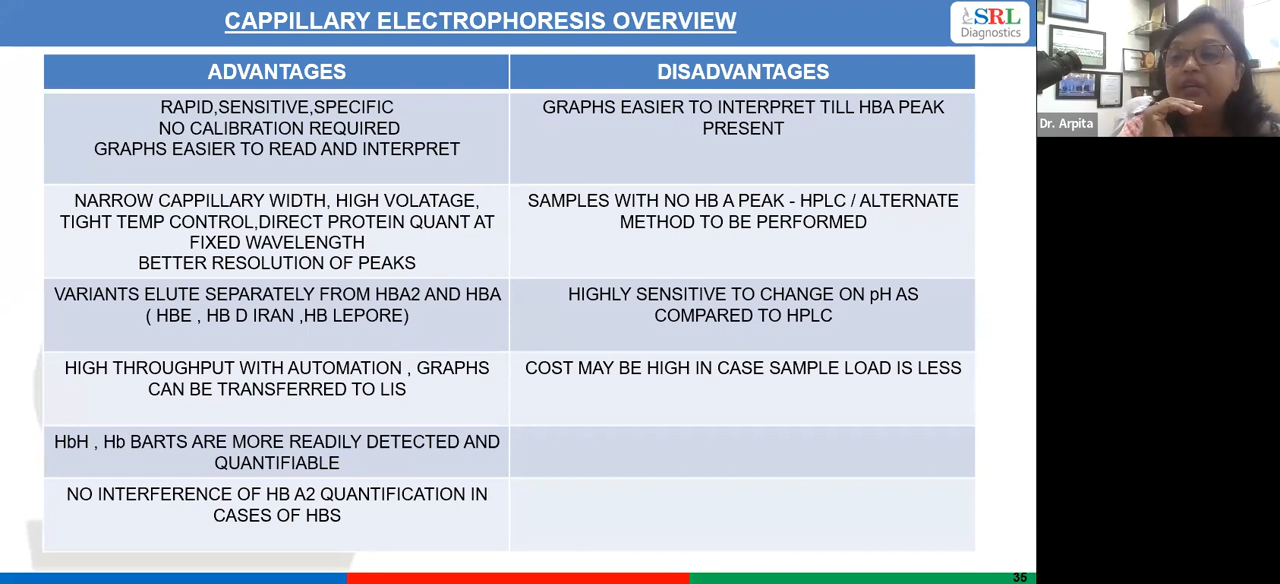 CAPPILLARY ELECTROPHORESIS OVERVIEW
SRL
Diagnostics
ADVANTAGES
DISADVANTAGES
RAPID,SENSITIVE,SPECIFIC
NO CALIBRATION REQUIRED
GRAPHS EASIER TO READ AND INTERPRET
GRAPHS EASIER TO INTERPRET TILL HBA PEAK
PRESENT
NARROW CAPPILLARY WIDTH, HIGH VOLATAGE,
TIGHT TEMP CONTROL,DIRECT PROTEIN QUANT AT
FIXED WAVELENGTH
BETTER RESOLUTION OF PEAKS
SAMPLES WITH NO HB A PEAK - HPLC / ALTERNATE
METHOD TO BE PERFORMED
VARIANTS ELUTE SEPARATELY FROM HBA2 AND HBA
( HBE , HB D IRAN ,HB LEPORE)
HIGHLY SENSITIVE TO CHANGE ON pH AS
COMPARED TO HPLC
HIGH THROUGHPUT WITH AUTOMATION , GRAPHS
CAN BE TRANSFERRED TO LIS
COST MAY BE HIGH IN CASE SAMPLE LOAD IS LESS
HbH , Hb BARTS ARE MORE READILY DETECTED AND
QUANTIFIABLE
NO INTERFERENCE OF HB A2 QUANTIFICATION IN
CASES OF HBS
35
Dr. Arpita